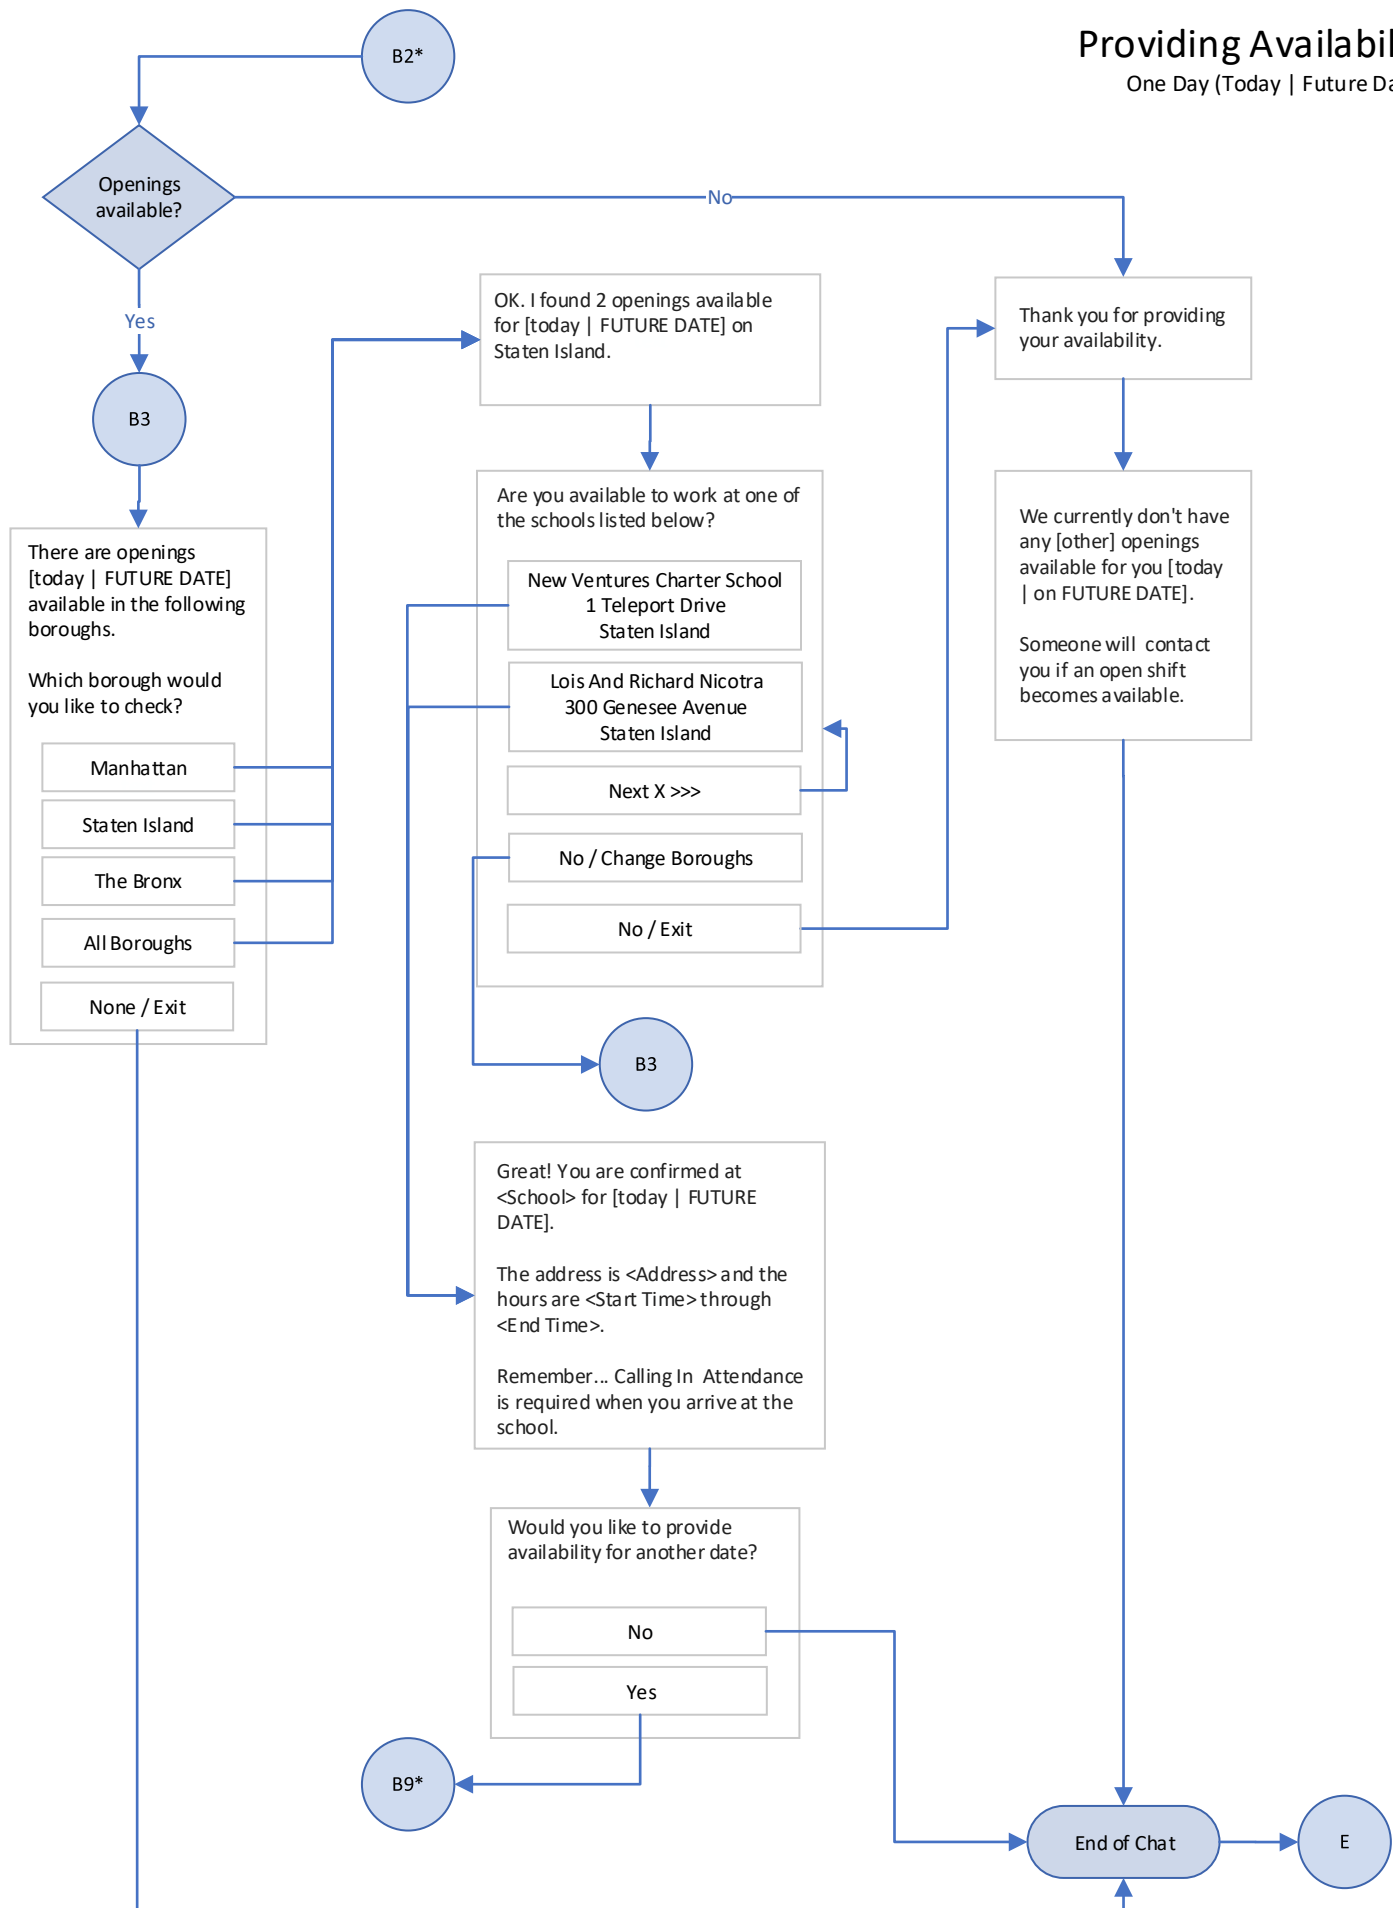 Providing Availabil
One Day (Today | Future Da
B2*
Openings
available?
No
Yes
B3
There are openings
[today | FUTURE DATE]
available in the following
boroughs.
Which borough would
you like to check?
Manhattan
Staten Island
The Bronx
All Boroughs
None / Exit
OK. I found 2 openings available
for [today | FUTURE DATE] on
Staten Island.
Are you available to work at one of
the schools listed below?
New Ventures Charter School
1 Teleport Drive
Staten Island
Lois And Richard Nicotra
300 Genesee Avenue
Staten Island
Next X >>>
No / Change Boroughs
No / Exit
B3
Thank you for providing
your availability.
We currently don't have
any [other] openings
available for you [today
| on FUTURE DATE].
Someone will contact
you if an open shift
becomes available.
Great! You are confirmed at
<School> for [today | FUTURE
DATE].
The address is <Address> and the
hours are <Start Time> through
<End Time>.
Remember... Calling In Attendance
is required when you arrive at the
school.
Would you like to provide
availability for another date?
No
Yes
B9*
End of Chat
E